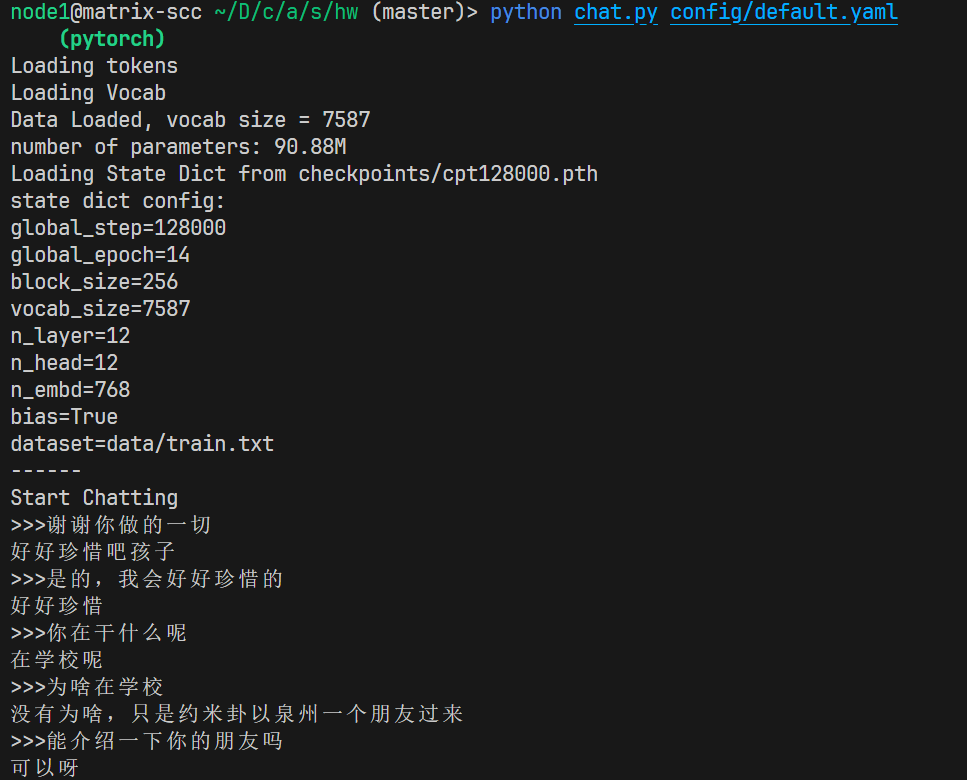 node1@matrix-scc ~/D/c/a/s/hw (master)> python chat.py config/default.yaml
(pytorch)
Loading tokens
Loading Vocab
Data Loaded, vocab size = 7587
number of parameters: 90.88M
Loading State Dict from checkpoints/cpt128000.pth
state dict config:
global_step=128000
global_epoch=14
block_size=256
vocab_size=7587
n_layer=12
n_head=12
n_embd=768
bias=True
dataset=data/train.txt
------
Start Chatting
>>>谢谢你做的一切
好好珍惜吧孩子
>>>是的，我会好好珍惜的
好好珍惜
>>>你在干什么呢
在学校呢
>>>为啥在学校
没有为啥，只是约米卦以泉州一个朋友过来
>>>能介绍一下你的朋友吗
可以呀